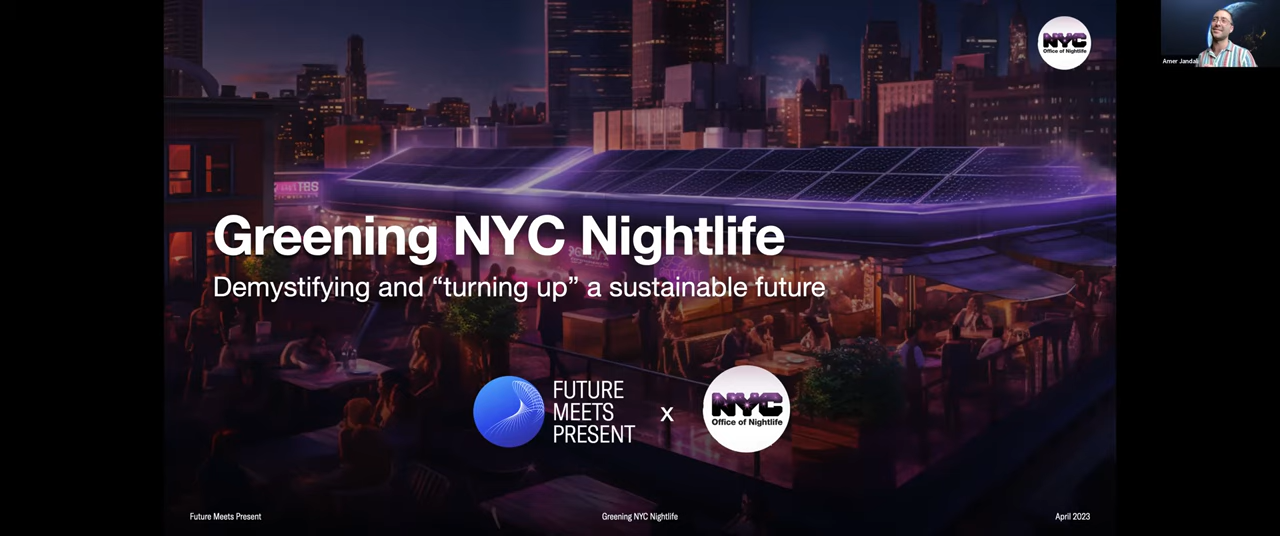 NYC
Office of Nightlife
Amer Jandali
Greening NYC Nightlife
Demystifying and “turning up” a sustainable future
FUTURE
MEETS
PRESENT
x
NYC
Office of Nightlife
Future Meets Present
Greening NYC Nightlife
April 2023